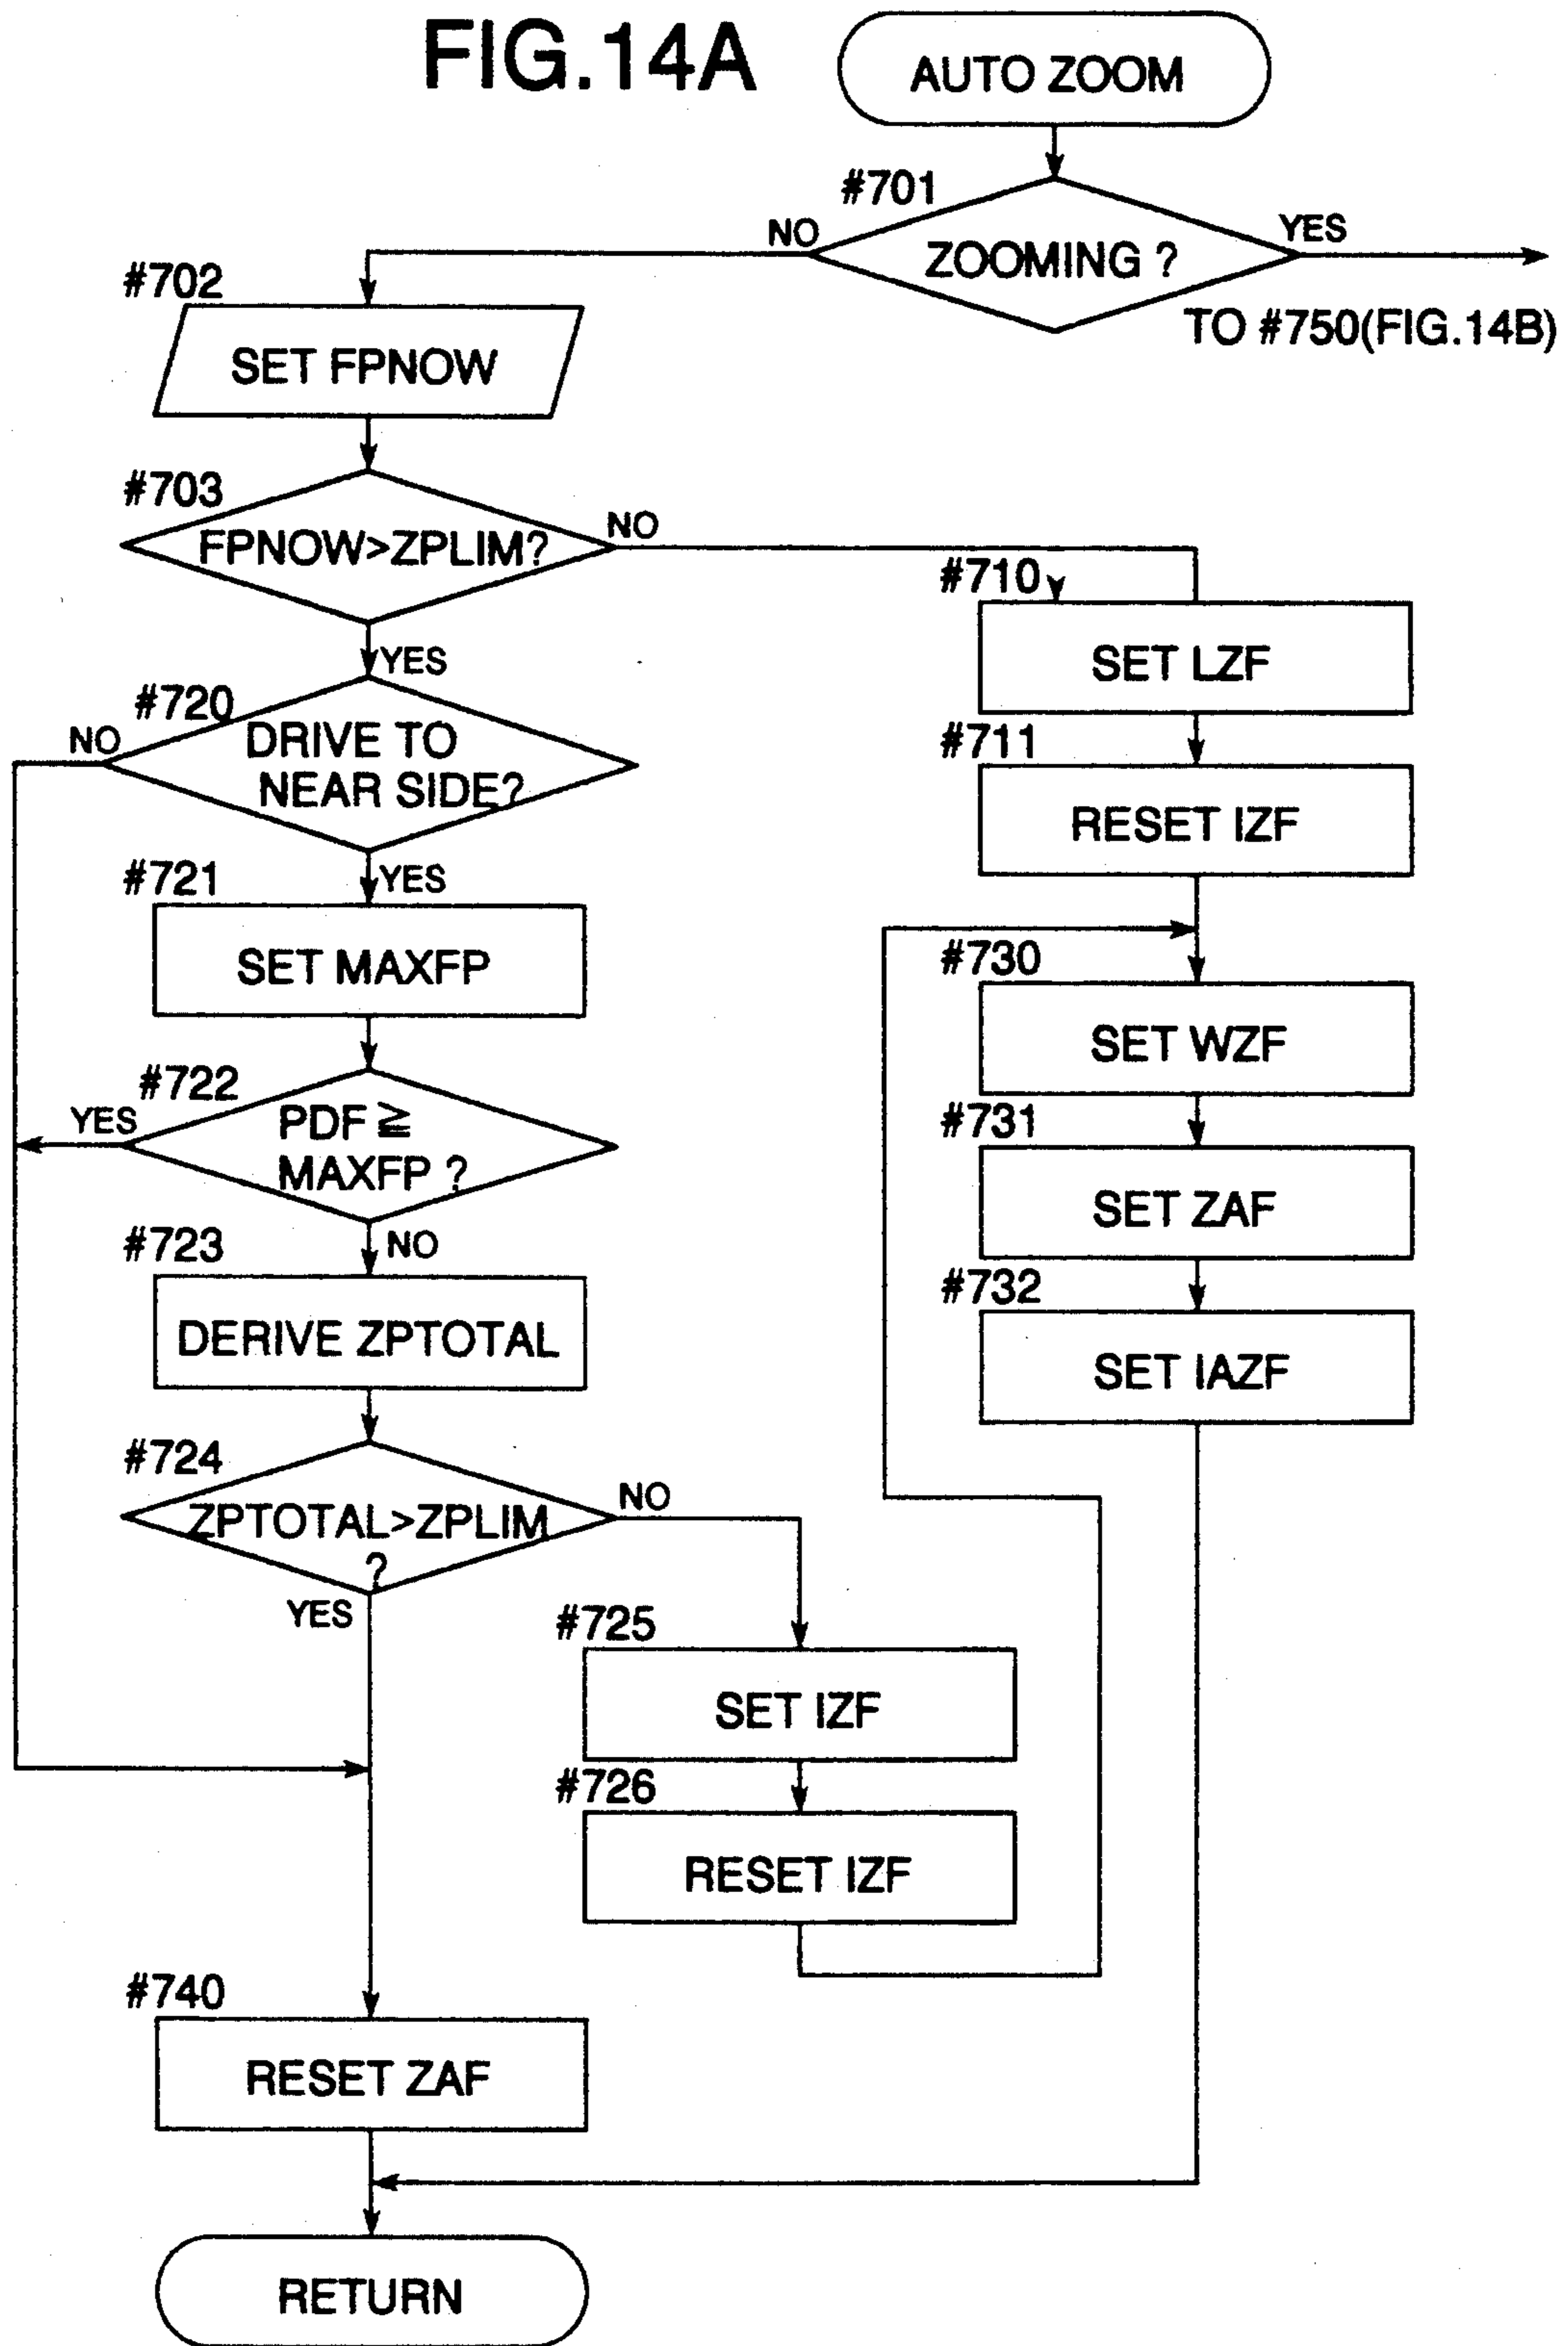 FIG.14A
AUTO ZOOM
#701
NO
ZOOMING ?
YES
TO #750(FIG.14B)
#702
SET FPNOW
#703
FPNOW>ZPLIM?
NO
YES
#710
SET LZF
#711
RESET IZF
#720
NO
DRIVE TO
NEAR SIDE?
YES
#721
SET MAXFP
#722
YES
PDF ≧
MAXFP ?
NO
#723
DERIVE ZPTOTAL
#724
ZPTOTAL>ZPLIM
?
NO
YES
#725
SET IZF
#726
RESET IZF
#730
SET WZF
#731
SET ZAF
#732
SET IAZF
#740
RESET ZAF
RETURN